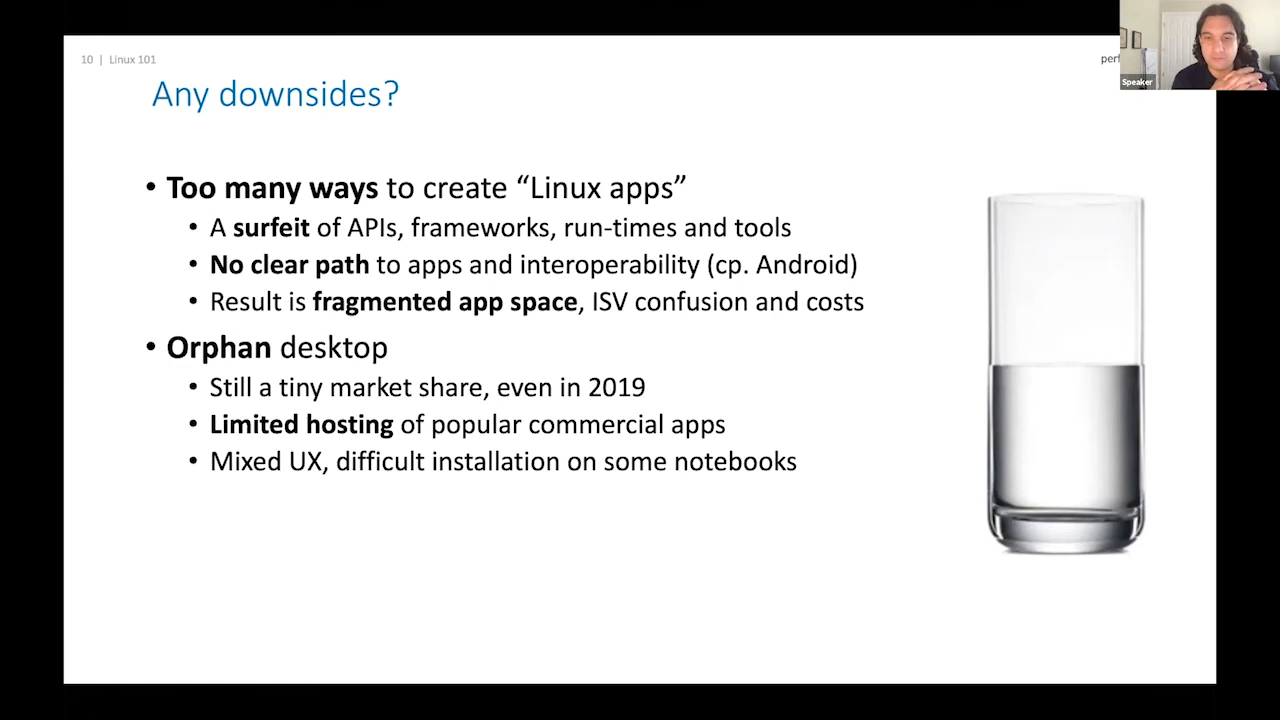 10 | Linux 101
perf
Speaker
Any downsides?
• Too many ways to create “Linux apps”
• A surfeit of APIs, frameworks, run-times and tools
• No clear path to apps and interoperability (cp. Android)
• Result is fragmented app space, ISV confusion and costs
• Orphan desktop
• Still a tiny market share, even in 2019
• Limited hosting of popular commercial apps
• Mixed UX, difficult installation on some notebooks